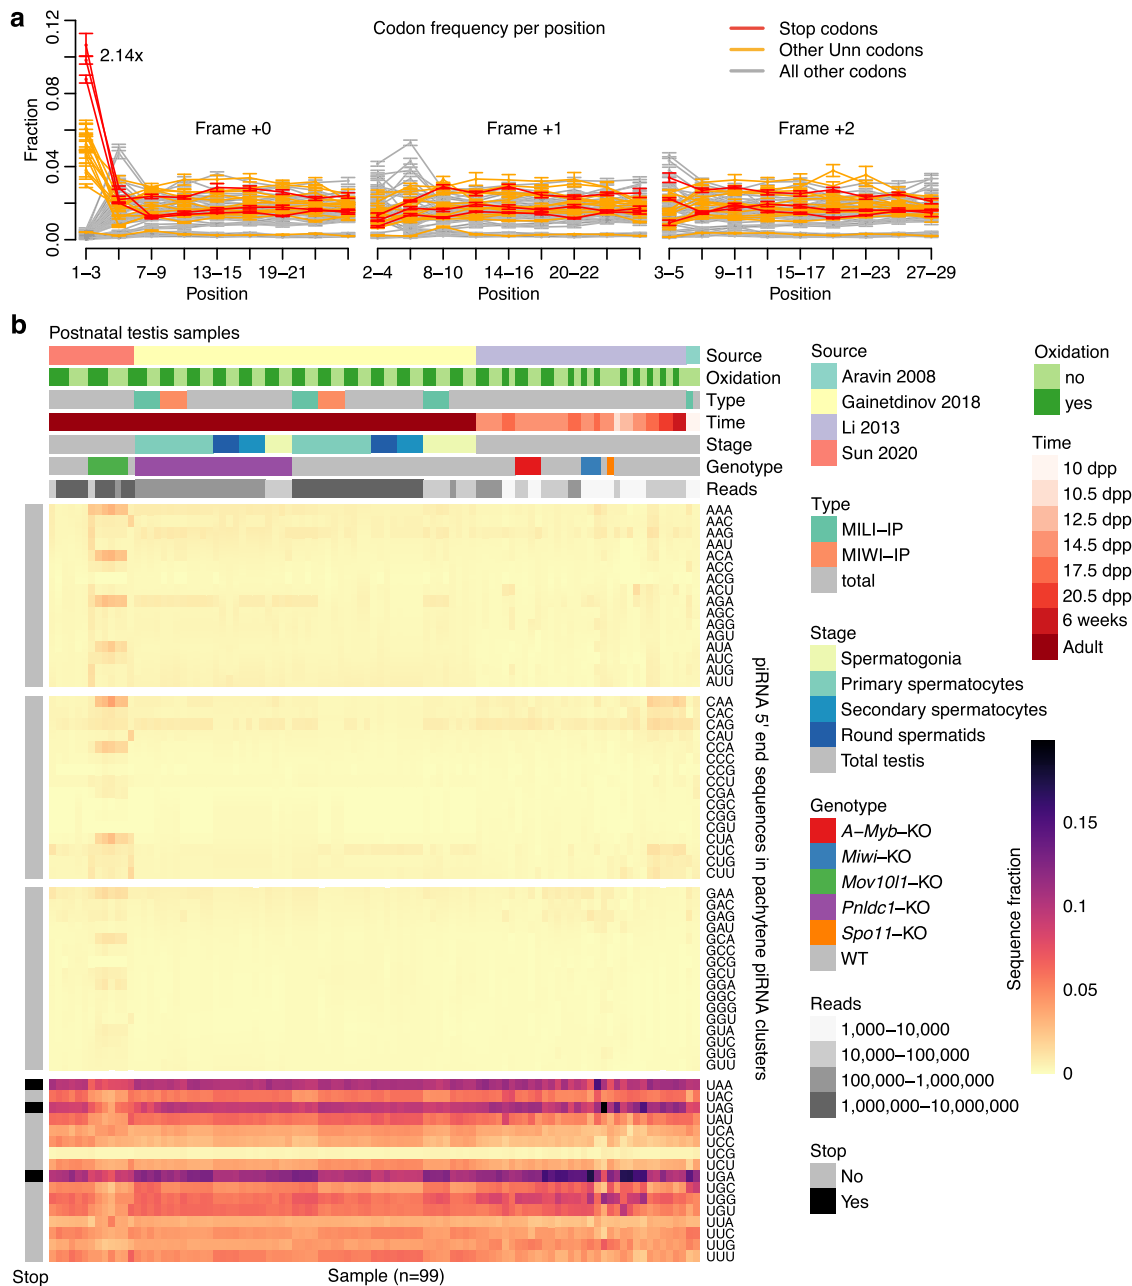 a
Codon frequency per position
Stop codons
Other Unn codons
All other codons
2.14x
Fraction
0.12
0.08
0.04
0.00
Frame +0
Frame +1
Frame +2
1–3
7–9
13–15
19–21
2–4
8–10
14–16
20–22
3–5
9–11
15–17
21–23
27–29
Position
Position
Position
b
Postnatal testis samples
Source
Oxidation
Type
Time
Stage
Genotype
Reads
AAA
AAC
AAG
AAU
ACA
ACC
ACG
ACU
AGA
AGC
AGG
AGU
AUA
AUC
AUG
AUU
CAA
CAC
CAG
CAU
CCA
CCC
CCG
CCU
CGA
CGC
CGG
CGU
CUA
CUC
CUG
CUU
GAA
GAC
GAG
GAU
GCA
GCC
GCG
GCU
GGA
GGC
GGG
GGU
GUA
GUC
GUG
GUU
UAA
UAC
UAG
UAU
UCA
UCC
UCG
UCU
UGA
UGC
UGG
UGU
UUA
UUC
UUG
UUU
piRNA 5' end sequences in pachytene piRNA clusters
Stop
Sample (n=99)
Source
Aravin 2008
Gainetdinov 2018
Li 2013
Sun 2020
Type
MILI–IP
MIWI–IP
total
Stage
Spermatogonia
Primary spermatocytes
Secondary spermatocytes
Round spermatids
Total testis
Genotype
A–Myb–KO
Miwi–KO
Mov10l1–KO
Pnldc1–KO
Spo11–KO
WT
Reads
1,000–10,000
10,000–100,000
100,000–1,000,000
1,000,000–10,000,000
Stop
No
Yes
Oxidation
no
yes
Time
10 dpp
10.5 dpp
12.5 dpp
14.5 dpp
17.5 dpp
20.5 dpp
6 weeks
Adult
Sequence fraction
0.15
0.1
0.05
0